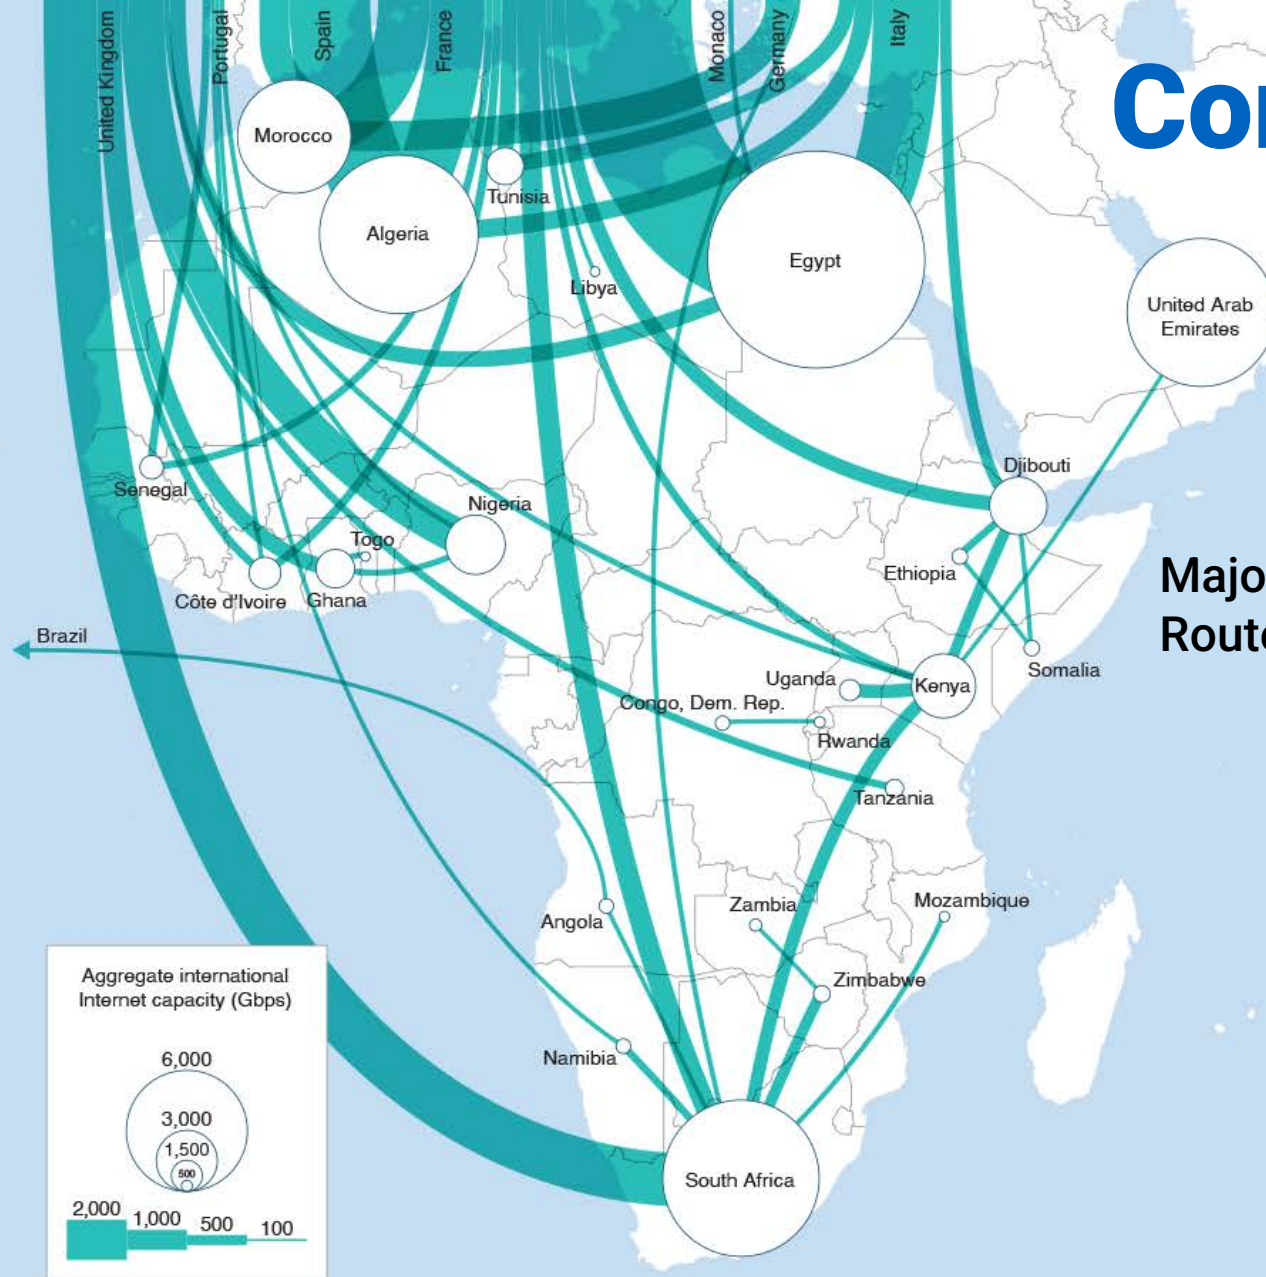 United Kingdom
Portugal
Spain
France
Monaco
Germany
Italy
Cor
Morocco
Tunisia
Algeria
Egypt
Libya
United Arab
Emirates
Djibouti
Senegal
Nigeria
Togo
Ethiopia
Côte d'Ivoire
Ghana
Majo
Route
Brazil
Somalia
Uganda
Kenya
Congo, Dem. Rep.
Rwanda
Tanzania
Zambia
Mozambique
Angola
Zimbabwe
Namibia
South Africa
Aggregate international
Internet capacity (Gbps)
6,000
3,000
1,500
500
2,000
1,000
500
100